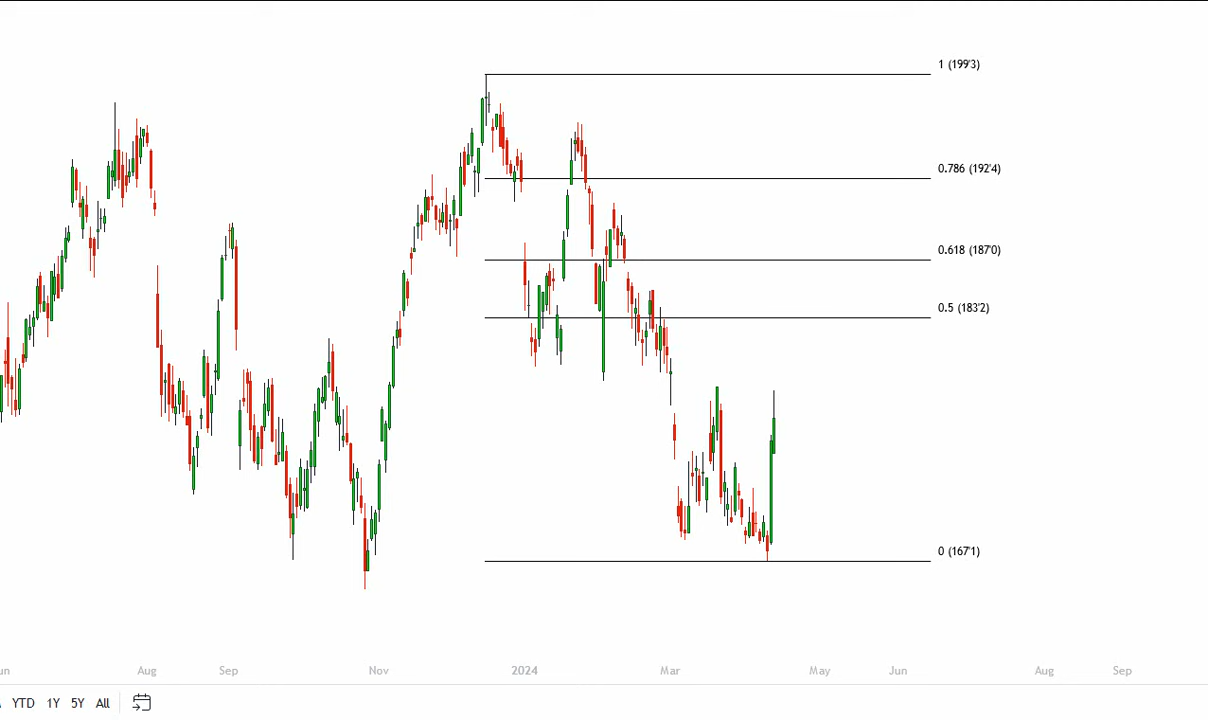 1 (199'3)
0.786 (192'4)
0.618 (187'0)
0.5 (183'2)
0 (167'1)
Aug Sep Nov 2024 Mar May Jun Aug Sep
YTD 1Y 5Y All